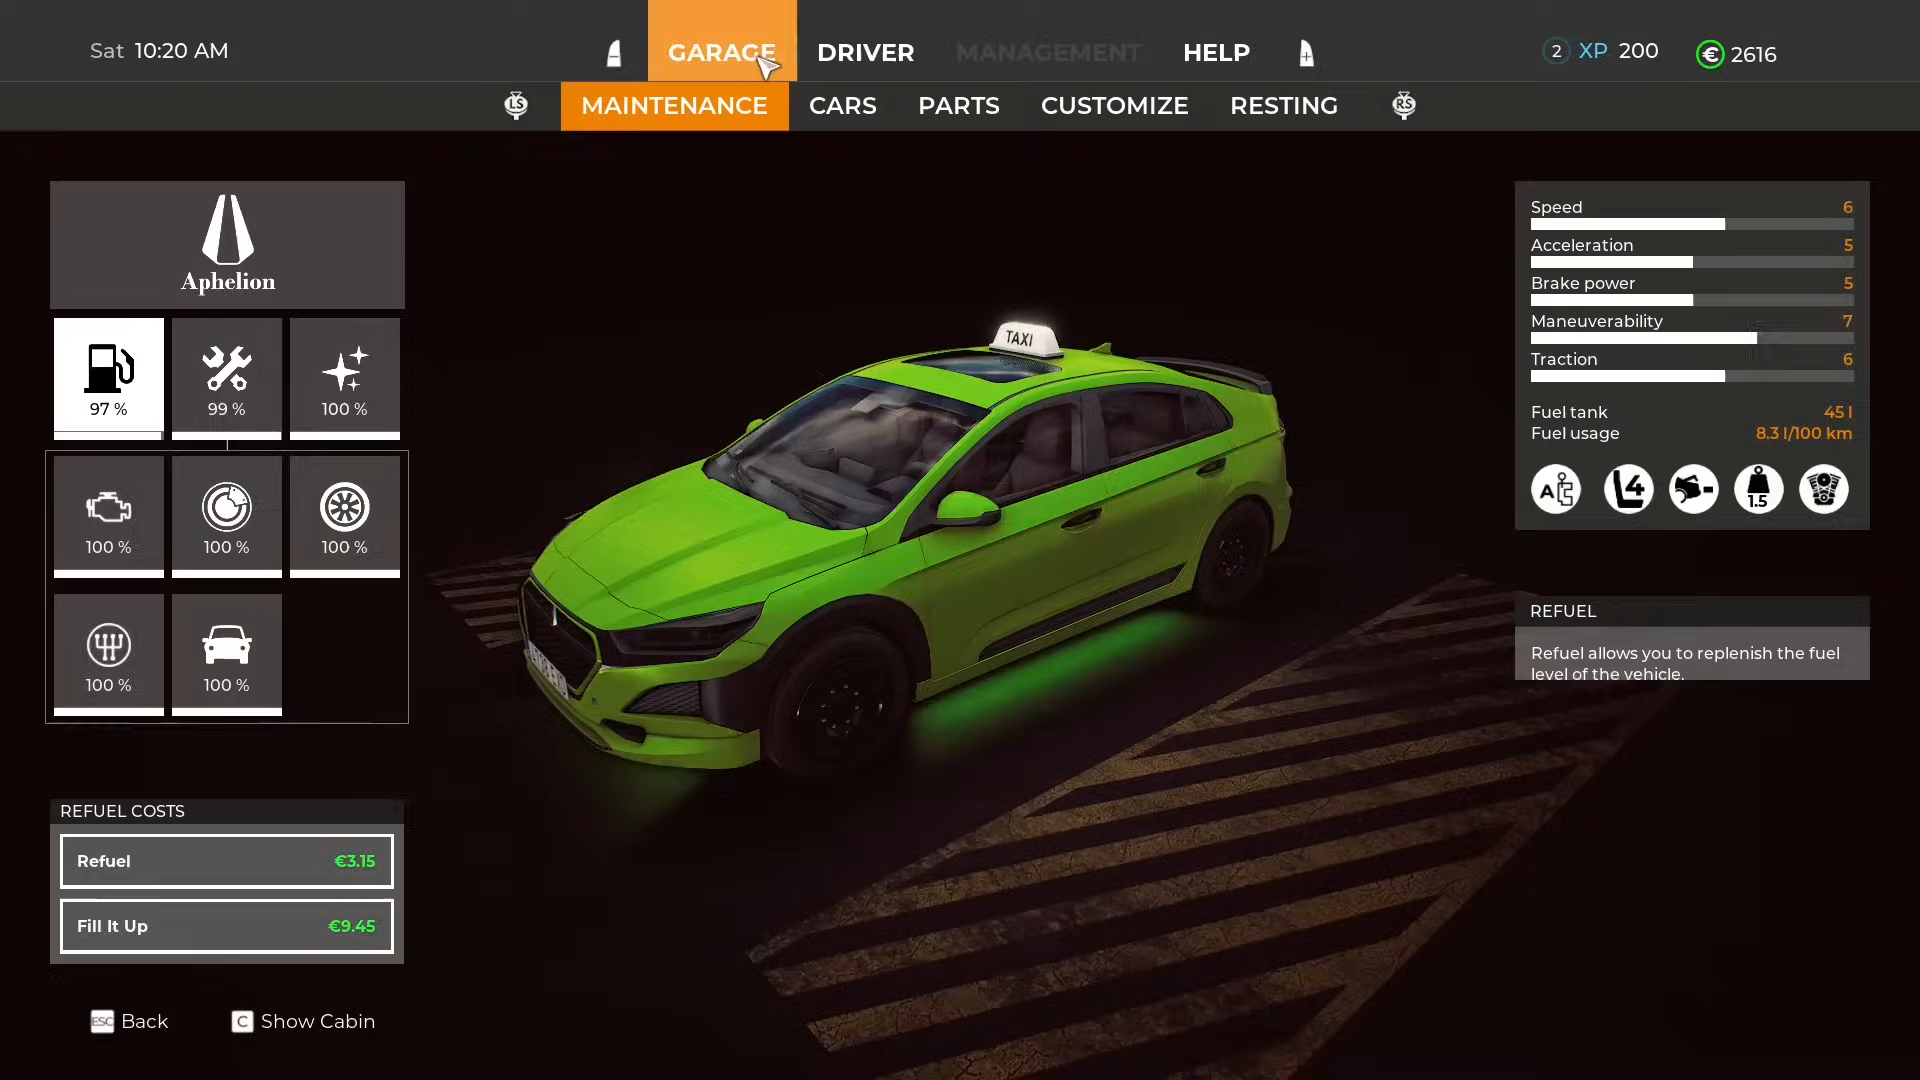 Sat 10:20 AM
GARAGE DRIVER MANAGEMENT HELP
2 XP 200 € 2616
LS MAINTENANCE CARS PARTS CUSTOMIZE RESTING RS
Aphelion
97 % 99 % 100 %
100 % 100 % 100 %
100 % 100 %
TAXI
Speed 6
Acceleration 5
Brake power 5
Maneuverability 7
Traction 6
Fuel tank 45 l
Fuel usage 8.3 l/100 km
A 4 1.5
REFUEL
Refuel allows you to replenish the fuel
level of the vehicle.
REFUEL COSTS
Refuel €3.15
Fill It Up €9.45
ESC Back C Show Cabin